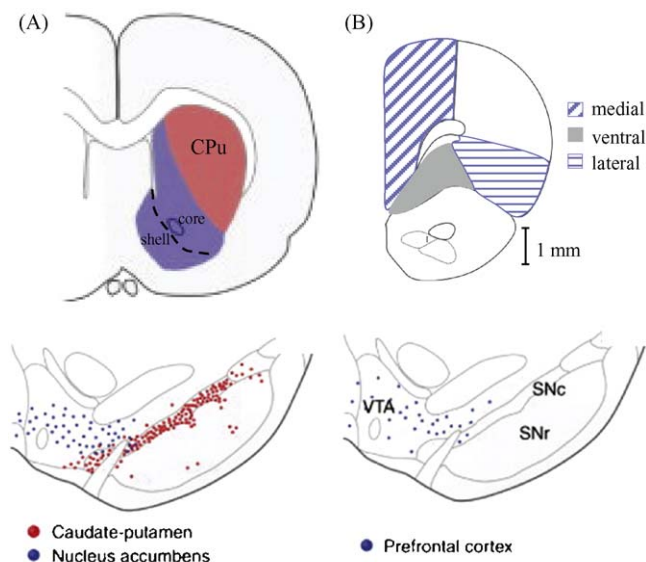 (A)
CPu
core
shell
(B)
medial
ventral
lateral
1 mm
Caudate-putamen
Nucleus accumbens
VTA
SNc
SNr
Prefrontal cortex